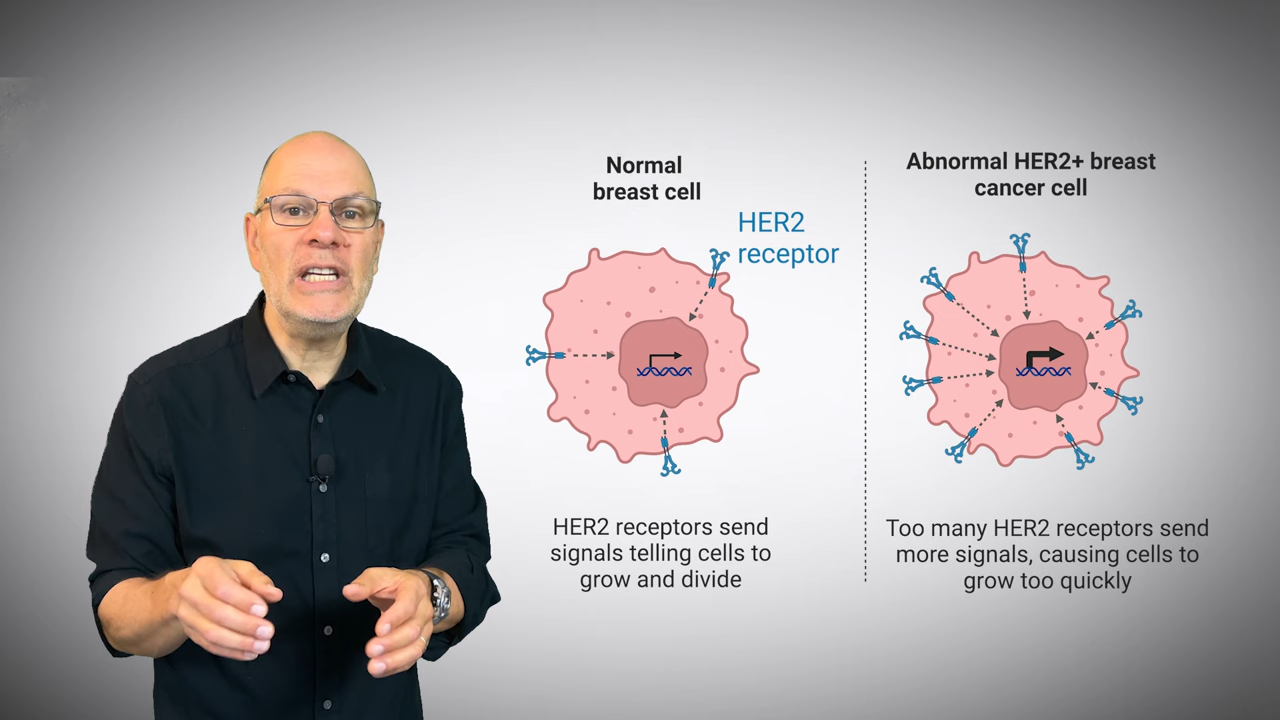 Normal
breast cell
HER2
receptor
HER2 receptors send
signals telling cells to
grow and divide
Abnormal HER2+ breast
cancer cell
Too many HER2 receptors send
more signals, causing cells to
grow too quickly